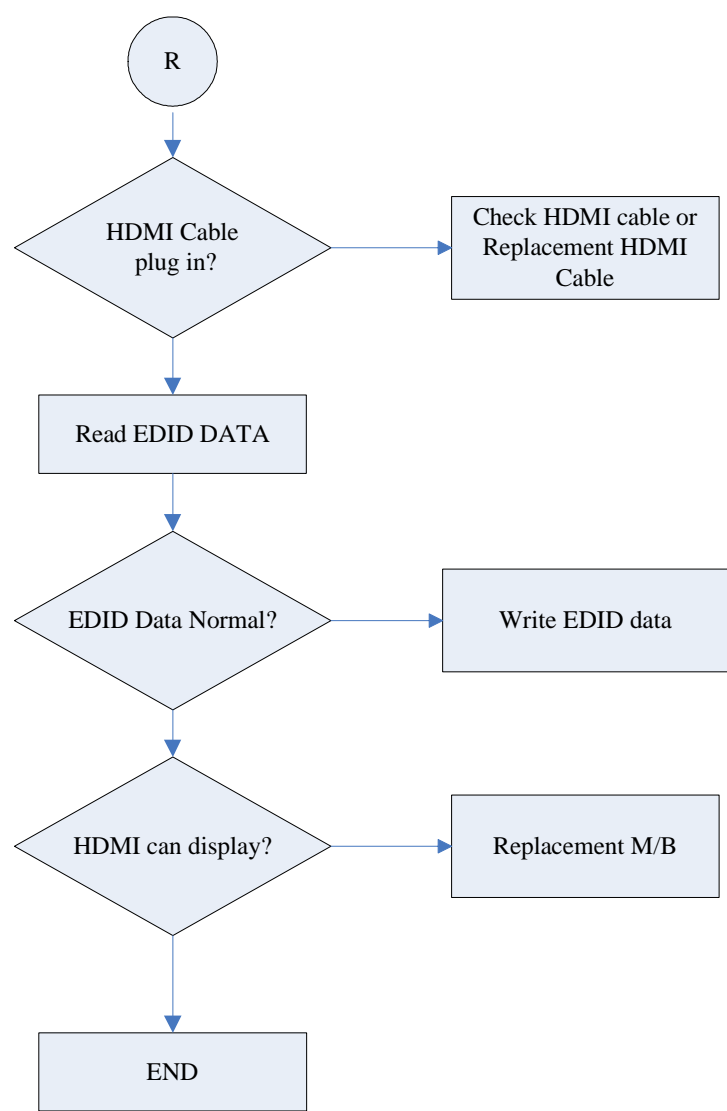 R
HDMI Cable
plug in?
Check HDMI cable or
Replacement HDMI
Cable
Read EDID DATA
EDID Data Normal?
Write EDID data
HDMI can display?
Replacement M/B
END